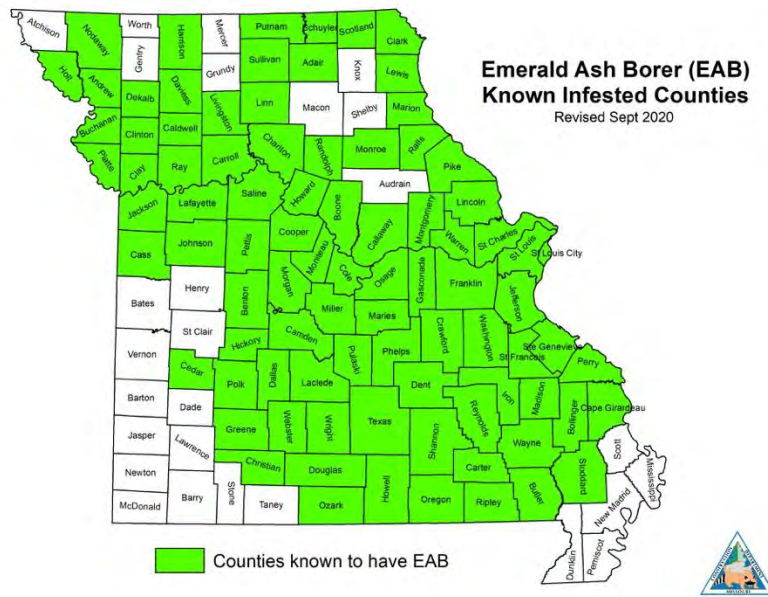 Emerald Ash Borer (EAB)
Known Infested Counties
Revised Sept 2020
Atchison
Nodaway
Worth
Gentry
Harrison
Mercer
Putnam
Schuyler
Scotland
Clark
Holt
Andrew
Dekalb
Daviess
Grundy
Sullivan
Adair
Knox
Lewis
Buchanan
Clinton
Caldwell
Livingston
Linn
Macon
Shelby
Marion
Platte
Clay
Ray
Carroll
Chariton
Randolph
Monroe
Ralls
Pike
Audrain
Jackson
Lafayette
Saline
Howard
Boone
Callaway
Montgomery
Lincoln
Warren
St Charles
St Louis
St Louis City
Cass
Johnson
Pettis
Cooper
Moniteau
Cole
Osage
Gasconade
Franklin
Jefferson
Bates
Henry
Benton
Morgan
Miller
Maries
St Clair
Hickory
Camden
Pulaski
Phelps
Crawford
Washington
St Francois
Ste Genevieve
Perry
Vernon
Cedar
Polk
Dallas
Laclede
Dent
Iron
Madison
Bollinger
Cape Girardeau
Barton
Dade
Greene
Webster
Wright
Texas
Shannon
Reynolds
Wayne
Scott
Mississippi
Jasper
Lawrence
Christian
Douglas
Howell
Carter
Stoddard
Newton
Stone
Taney
Ozark
Oregon
Ripley
Butler
New Madrid
McDonald
Barry
Dunklin
Pemiscot
Counties known to have EAB
CONSERVATION
DEPARTMENT
MISSOURI